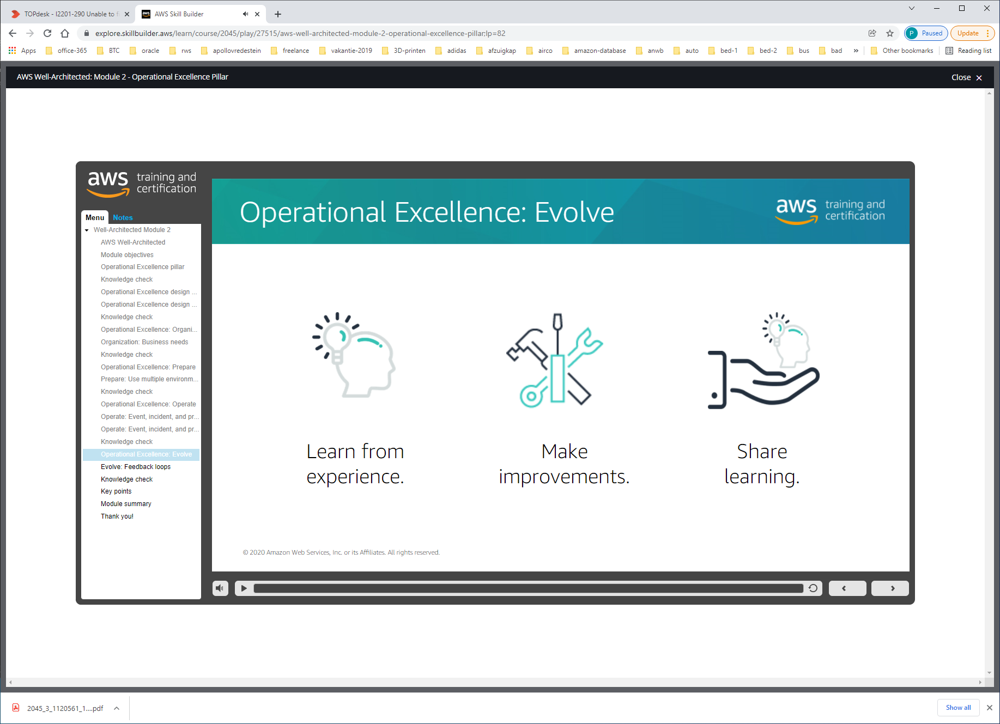 TOPdesk - I2201-290 Unable to f
AWS Skill Builder
explore.skillbuilder.aws/learn/course/2045/play/27515/aws-well-architected-module-2-operational-excellence-pillar;lp=82
P Paused
Update
Apps office-365 BTC oracle rws apollovredestein freelance vakantie-2019 3D-printen adidas afzuigkap airco amazon-database anwb auto bed-1 bed-2 bus bad » Other bookmarks Reading list
AWS Well-Architected: Module 2 - Operational Excellence Pillar
Close
aws training and
certification
Menu Notes
Well-Architected Module 2
AWS Well-Architected
Module objectives
Operational Excellence pillar
Knowledge check
Operational Excellence design ...
Operational Excellence design ...
Knowledge check
Operational Excellence: Organi...
Organization: Business needs
Knowledge check
Operational Excellence: Prepare
Prepare: Use multiple environm...
Knowledge check
Operational Excellence: Operate
Operate: Event, incident, and pr...
Operate: Event, incident, and pr...
Knowledge check
Operational Excellence: Evolve
Evolve: Feedback loops
Knowledge check
Key points
Module summary
Thank you!
Operational Excellence: Evolve
aws training and
certification
Learn from
experience.
Make
improvements.
Share
learning.
© 2020 Amazon Web Services, Inc. or its Affiliates. All rights reserved.
2045_3_1120561_1....pdf
Show all